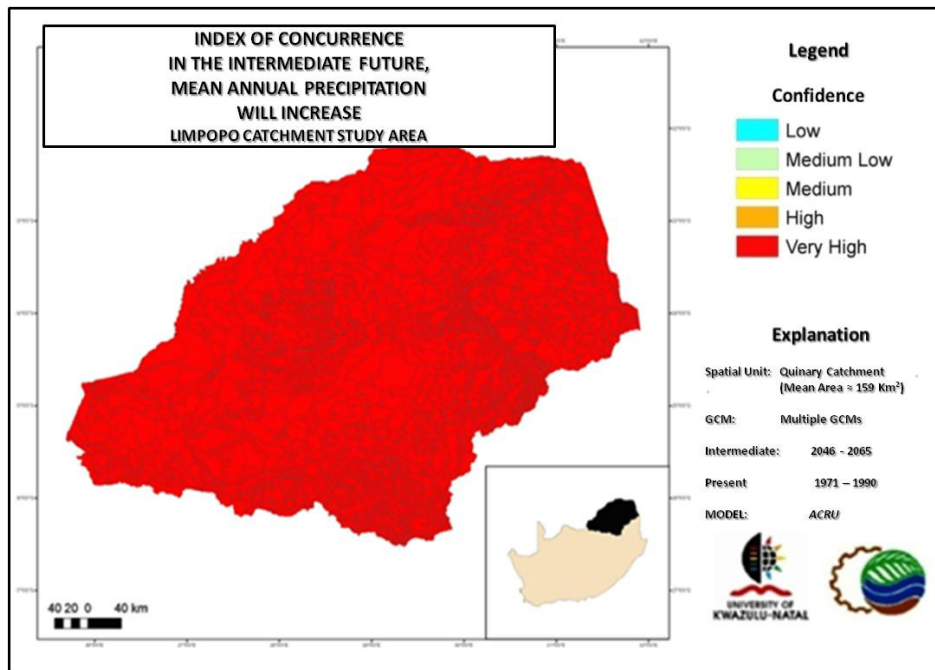 INDEX OF CONCURRENCE
IN THE INTERMEDIATE FUTURE,
MEAN ANNUAL PRECIPITATION
WILL INCREASE
LIMPOPO CATCHMENT STUDY AREA
Legend
Confidence
Low
Medium Low
Medium
High
Very High
Explanation
Spatial Unit: Quinary Catchment
(Mean Area ≈ 159 Km²)
GCM: Multiple GCMs
Intermediate: 2046 - 2065
Present 1971 – 1990
MODEL: ACRU
UNIVERSITY OF
KWAZULU-NATAL
40 20 0 40 km